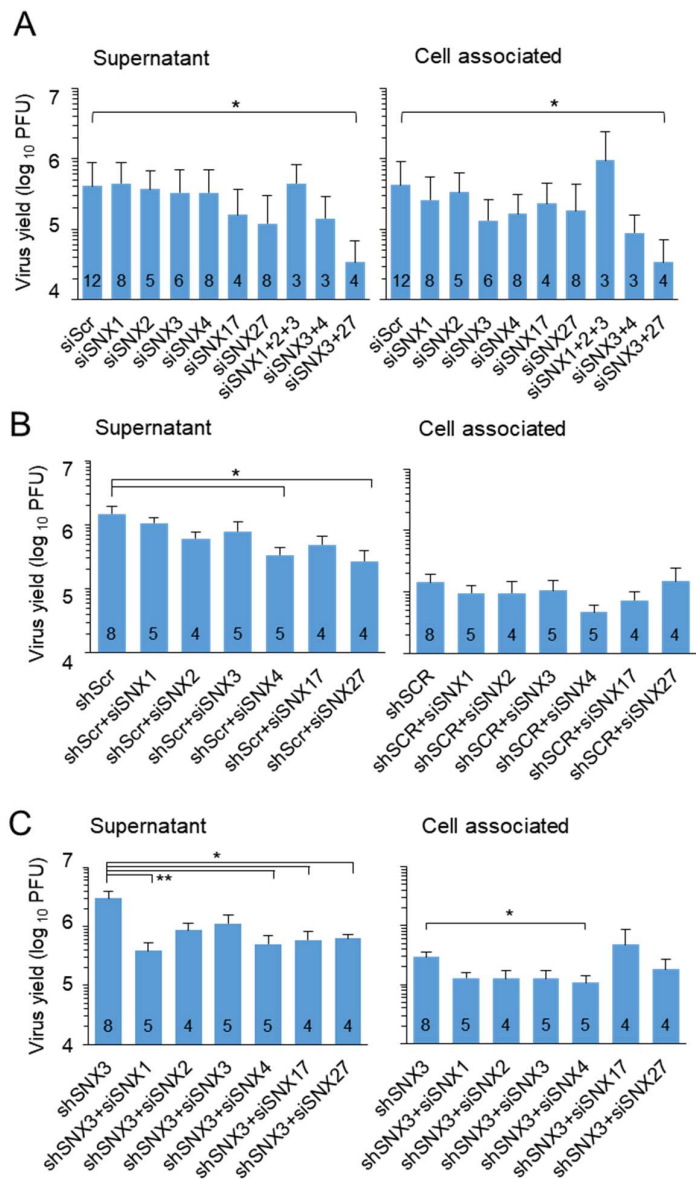 A
Supernatant
Cell associated
Virus yield (log 10 PFU)
7
6
5
4
*
*
12 8 5 6 8 4 8 3 3 4
12 8 5 6 8 4 8 3 3 4
siScr
siSNX1
siSNX2
siSNX3
siSNX4
siSNX17
siSNX27
siSNX1+2+3
siSNX3+4
siSNX3+27
siScr
siSNX1
siSNX2
siSNX3
siSNX4
siSNX17
siSNX27
siSNX1+2+3
siSNX3+4
siSNX3+27
B
Supernatant
Cell associated
Virus yield (log 10 PFU)
7
6
5
4
*
8 5 4 5 5 4 4
8 5 4 5 5 4 4
shScr
shScr+siSNX1
shScr+siSNX2
shScr+siSNX3
shScr+siSNX4
shScr+siSNX17
shScr+siSNX27
shSCR
shSCR+siSNX1
shSCR+siSNX2
shSCR+siSNX3
shSCR+siSNX4
shSCR+siSNX17
shSCR+siSNX27
C
Supernatant
Cell associated
Virus yield (log 10 PFU)
7
6
5
4
*
**
*
8 5 4 5 5 4 4
8 5 4 5 5 4 4
shSNX3
shSNX3+siSNX1
shSNX3+siSNX2
shSNX3+siSNX3
shSNX3+siSNX4
shSNX3+siSNX17
shSNX3+siSNX27
shSNX3
shSNX3+siSNX1
shSNX3+siSNX2
shSNX3+siSNX3
shSNX3+siSNX4
shSNX3+siSNX17
shSNX3+siSNX27